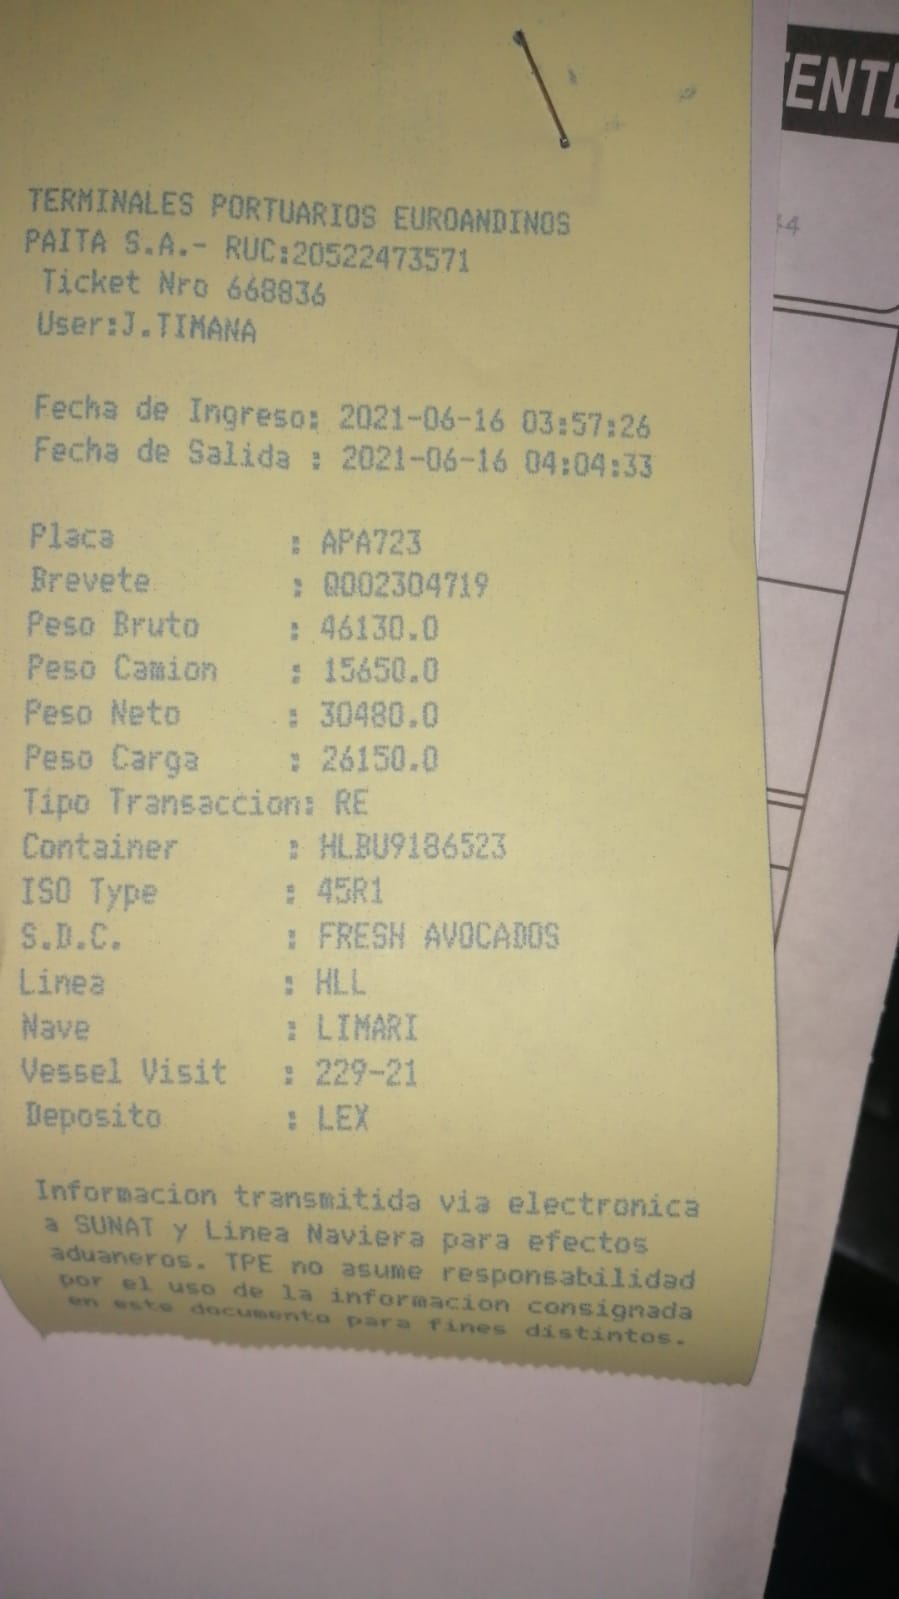 TERMINALES PORTUARIOS EUROANDINOS
PAITA S.A.- RUC:20522473571
Ticket Nro 668836
User:J.TIMANA
Fecha de Ingreso: 2021-06-16 03:57:26
Fecha de Salida : 2021-06-16 04:04:33
Placa : APA723
Brevete : Q002304719
Peso Bruto : 46130.0
Peso Camion : 15650.0
Peso Neto : 30480.0
Peso Carga : 26150.0
Tipo Transaccion: RE
Container : HLBU9186523
ISO Type : 45R1
S.D.C. : FRESH AVOCADOS
Linea : HLL
Nave : LIMARI
Vessel Visit : 229-21
Deposito : LEX
Informacion transmitida via electronica
a SUNAT y Linea Naviera para efectos
aduaneros. TPE no asume responsabilidad
por el uso de la informacion consignada
en este documento para fines distintos.